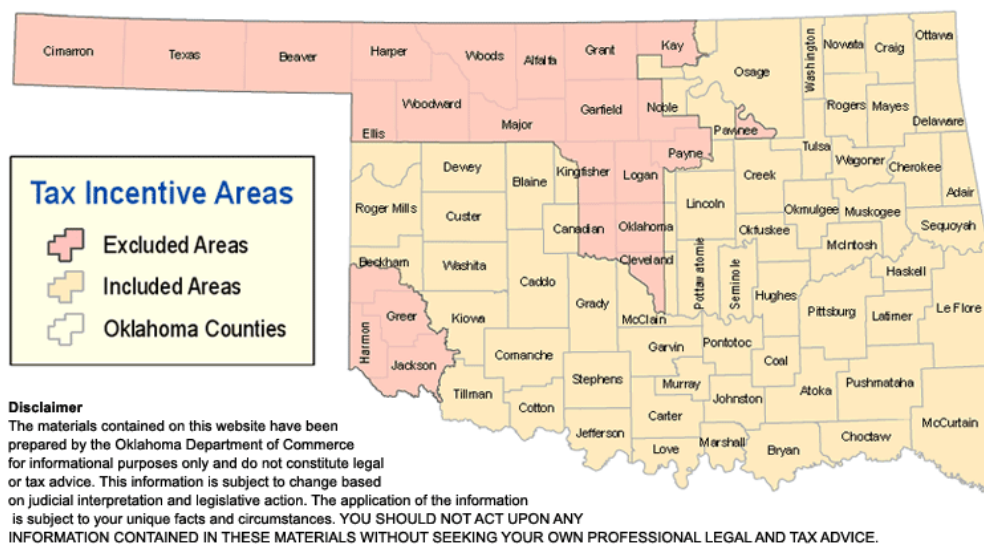 Cimarron
Texas
Beaver
Harper
Woods
Alfalfa
Grant
Kay
Osage
Washington
Nowata
Craig
Ottawa
Woodward
Garfield
Noble
Rogers
Mayes
Delaware
Ellis
Major
Pawnee
Payne
Tulsa
Wagoner
Cherokee
Adair
Dewey
Blaine
Kingfisher
Logan
Creek
Lincoln
Roger Mills
Custer
Canadian
Oklahoma
Okmulgee
Muskogee
Okfuskee
Sequoyah
McIntosh
Beckham
Washita
Cleveland
Pottawatomie
Seminole
Haskell
Caddo
Grady
Hughes
Pittsburg
Latimer
Le Flore
Harmon
Greer
Kiowa
McClain
Garvin
Pontotoc
Comanche
Coal
Jackson
Stephens
Murray
Johnston
Atoka
Pushmataha
Tillman
Cotton
Carter
McCurtain
Jefferson
Love
Marshall
Bryan
Choctaw
Tax Incentive Areas
Excluded Areas
Included Areas
Oklahoma Counties
Disclaimer
The materials contained on this website have been
prepared by the Oklahoma Department of Commerce
for informational purposes only and do not constitute legal
or tax advice. This information is subject to change based
on judicial interpretation and legislative action. The application of the information
is subject to your unique facts and circumstances. YOU SHOULD NOT ACT UPON ANY
INFORMATION CONTAINED IN THESE MATERIALS WITHOUT SEEKING YOUR OWN PROFESSIONAL LEGAL AND TAX ADVICE.